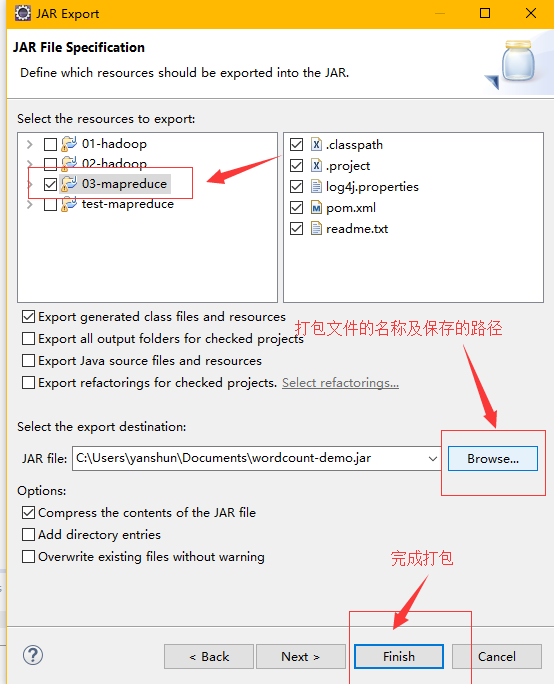 JAR Export
JAR File Specification
Define which resources should be exported into the JAR.
Select the resources to export:
01-hadoop
02-hadoop
03-mapreduce
test-mapreduce
.classpath
.project
log4j.properties
pom.xml
readme.txt
Export generated class files and resources
打包文件的名称及保存的路径
Export all output folders for checked projects
Export Java source files and resources
Export refactorings for checked projects. Select refactorings...
Select the export destination:
JAR file: C:\Users\yanshun\Documents\wordcount-demo.jar Browse...
Options:
Compress the contents of the JAR file
Add directory entries
Overwrite existing files without warning
完成打包
? < Back Next > Finish Cancel